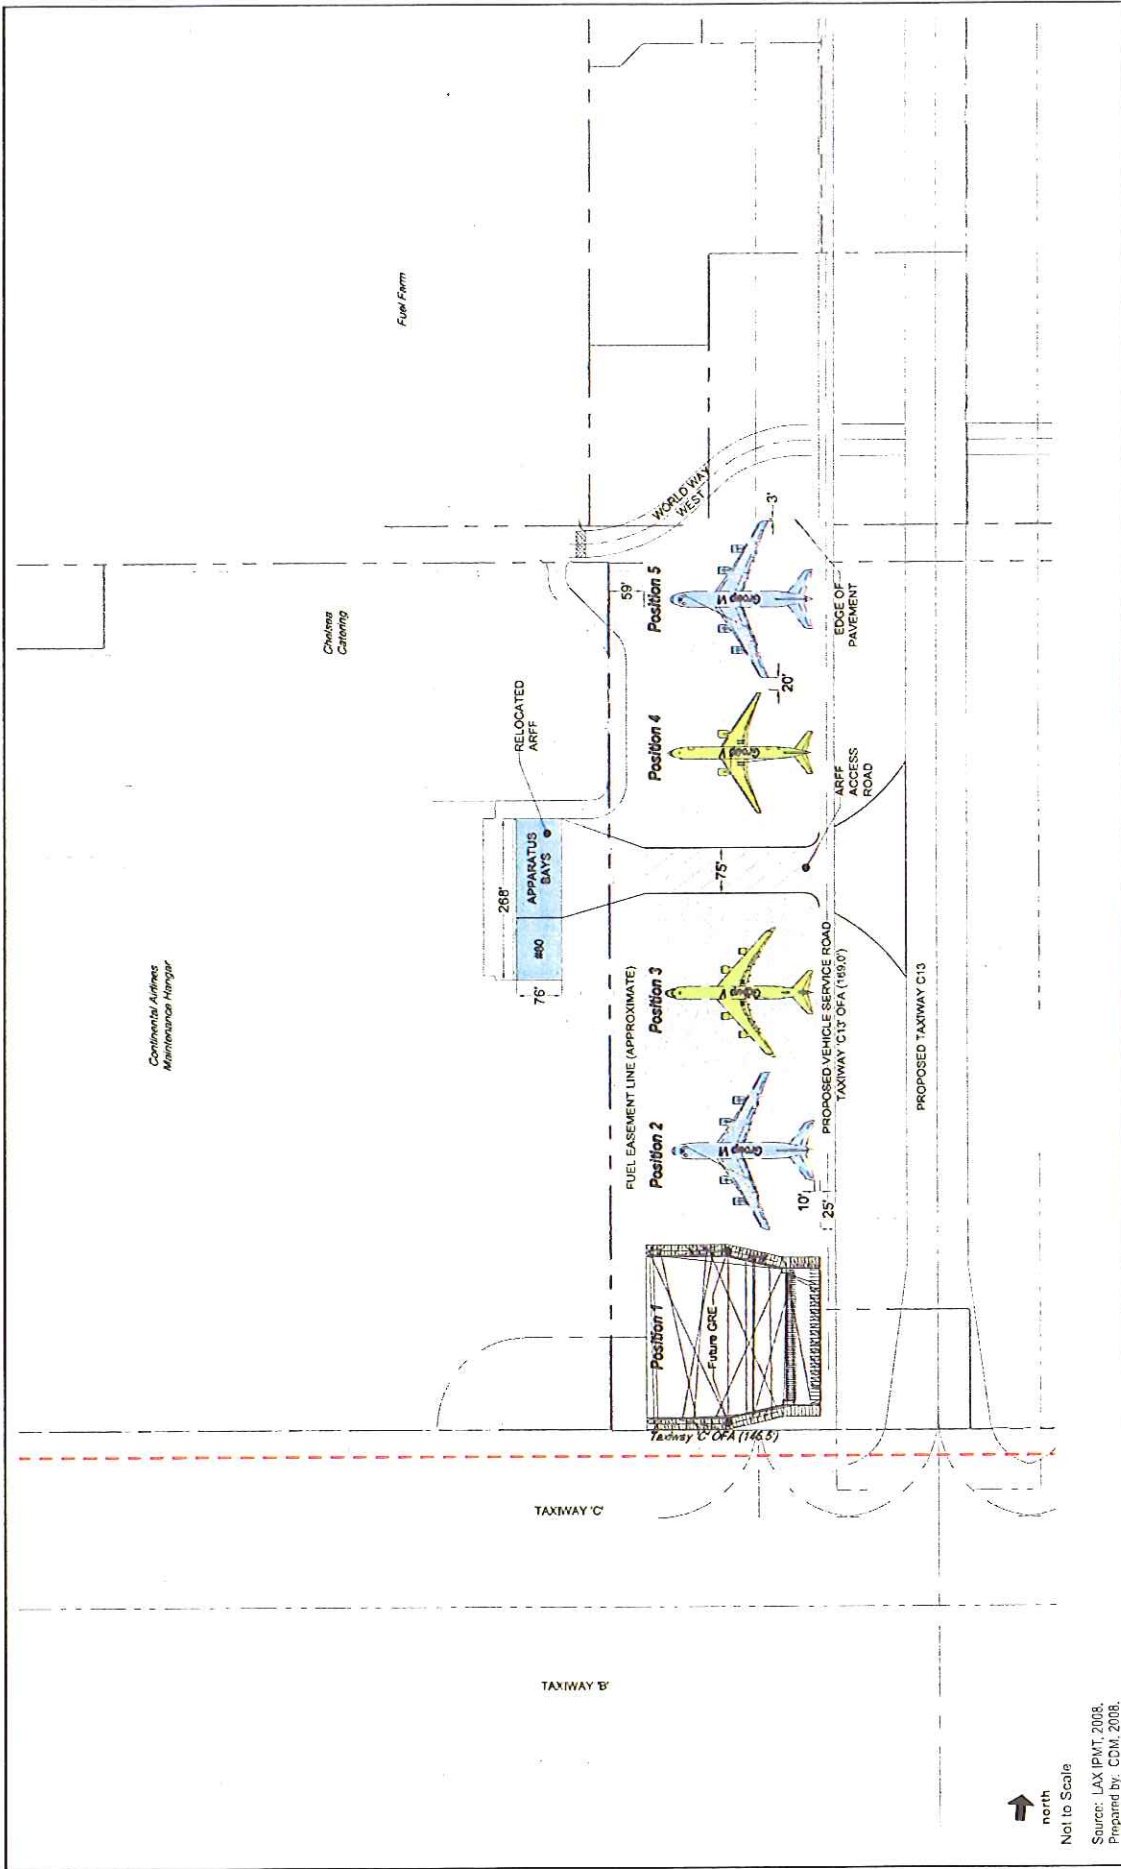 Continental Airlines
Maintenance Hangar
Chelsea
Catering
Fuel Farm
RELOCATED
ARFF
268'
76'
#80
APPARATUS
BAYS
FUEL EASEMENT LINE (APPROXIMATE)
59'
WORLD WAY
WEST
Position 1
Position 2
Position 3
Position 4
Position 5
Future GRE
Group VI
Group V
Group V
Group VI
75'
20'
3'
10'
25'
Taxiway 'C' OFA (146.5')
PROPOSED VEHICLE SERVICE ROAD
TAXIWAY 'C13' OFA (169.0')
ARFF
ACCESS
ROAD
EDGE OF
PAVEMENT
PROPOSED TAXIWAY C13
TAXIWAY 'C'
TAXIWAY 'B'
north
Not to Scale
Source: LAX IPMT, 2008.
Prepared by: CDM, 2008.